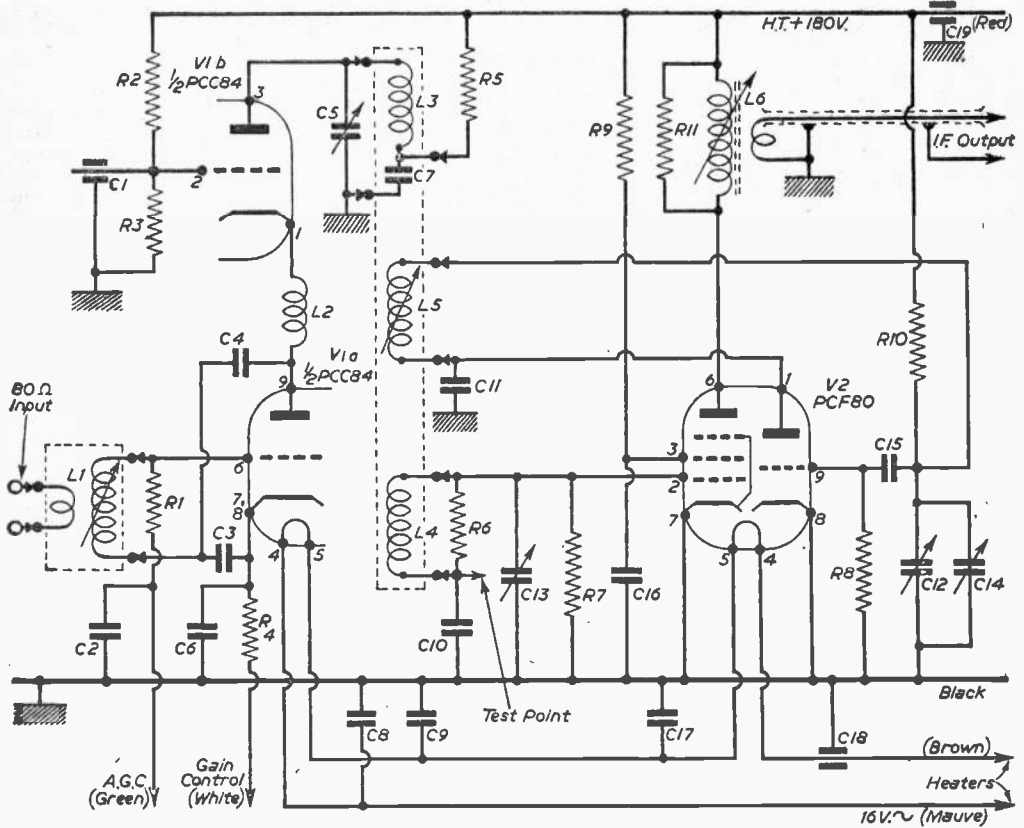 H.T.+180V.
C19
(Red)
R2
V1b
½PCC84
3
C5
L3
R5
R9
R11
L6
I.F. Output
C1
2
C7
R3
1
L2
L5
C4
V1a
½PCC84
9
R10
80Ω
Input
C11
6
1
V2
PCF80
L1
6
R1
3
2
C15
9
7
8
C3
4
5
L4
R6
7
8
5
4
C13
R7
C16
R8
C12
C14
C2
C6
R4
C10
Black
Test Point
C8
C9
C17
C18
(Brown)
A.G.C.
(Green)
Gain
Control
(White)
Heaters
16V.~ (Mauve)